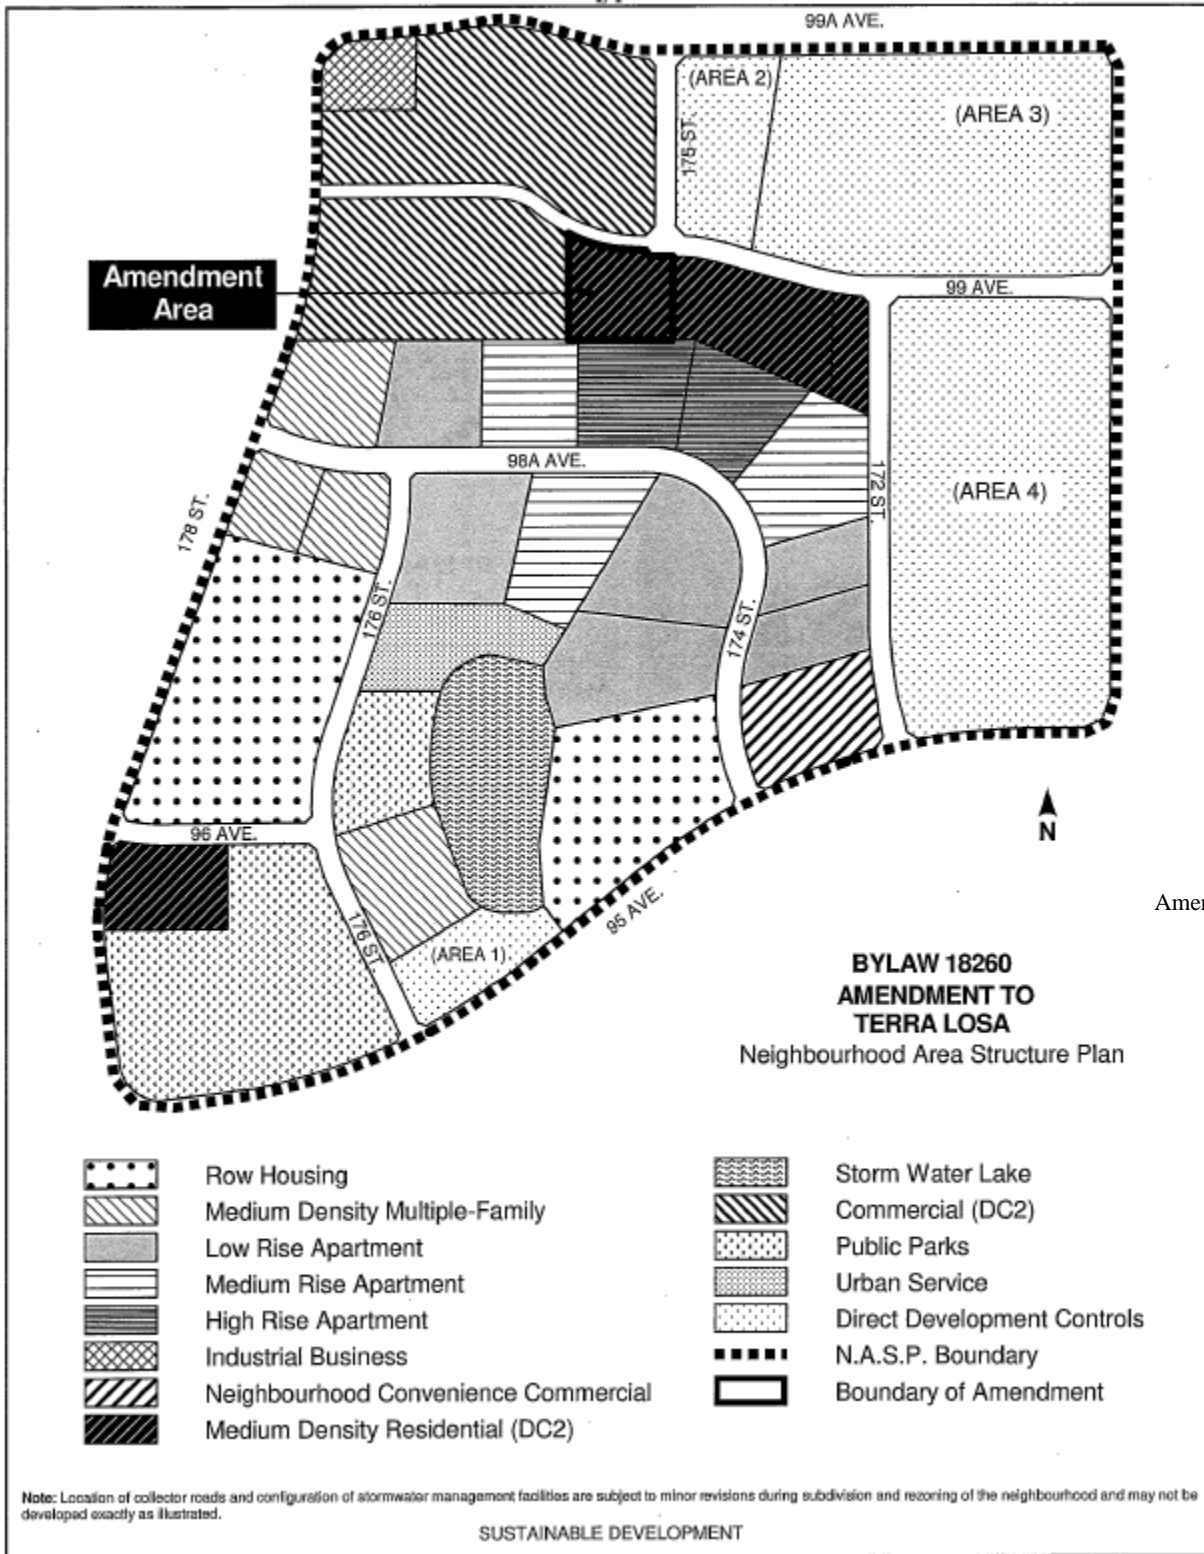 99A AVE.
(AREA 2)
(AREA 3)
175 ST.
Amendment
Area
99 AVE.
98A AVE.
172 ST.
(AREA 4)
178 ST.
176 ST.
174 ST.
96 AVE.
N
95 AVE.
Amer
176 ST.
(AREA 1)
BYLAW 18260
AMENDMENT TO
TERRA LOSA
Neighbourhood Area Structure Plan
Row Housing
Medium Density Multiple-Family
Low Rise Apartment
Medium Rise Apartment
High Rise Apartment
Industrial Business
Neighbourhood Convenience Commercial
Medium Density Residential (DC2)
Storm Water Lake
Commercial (DC2)
Public Parks
Urban Service
Direct Development Controls
N.A.S.P. Boundary
Boundary of Amendment
Note: Location of collector roads and configuration of stormwater management facilities are subject to minor revisions during subdivision and rezoning of the neighbourhood and may not be
developed exactly as illustrated.
SUSTAINABLE DEVELOPMENT